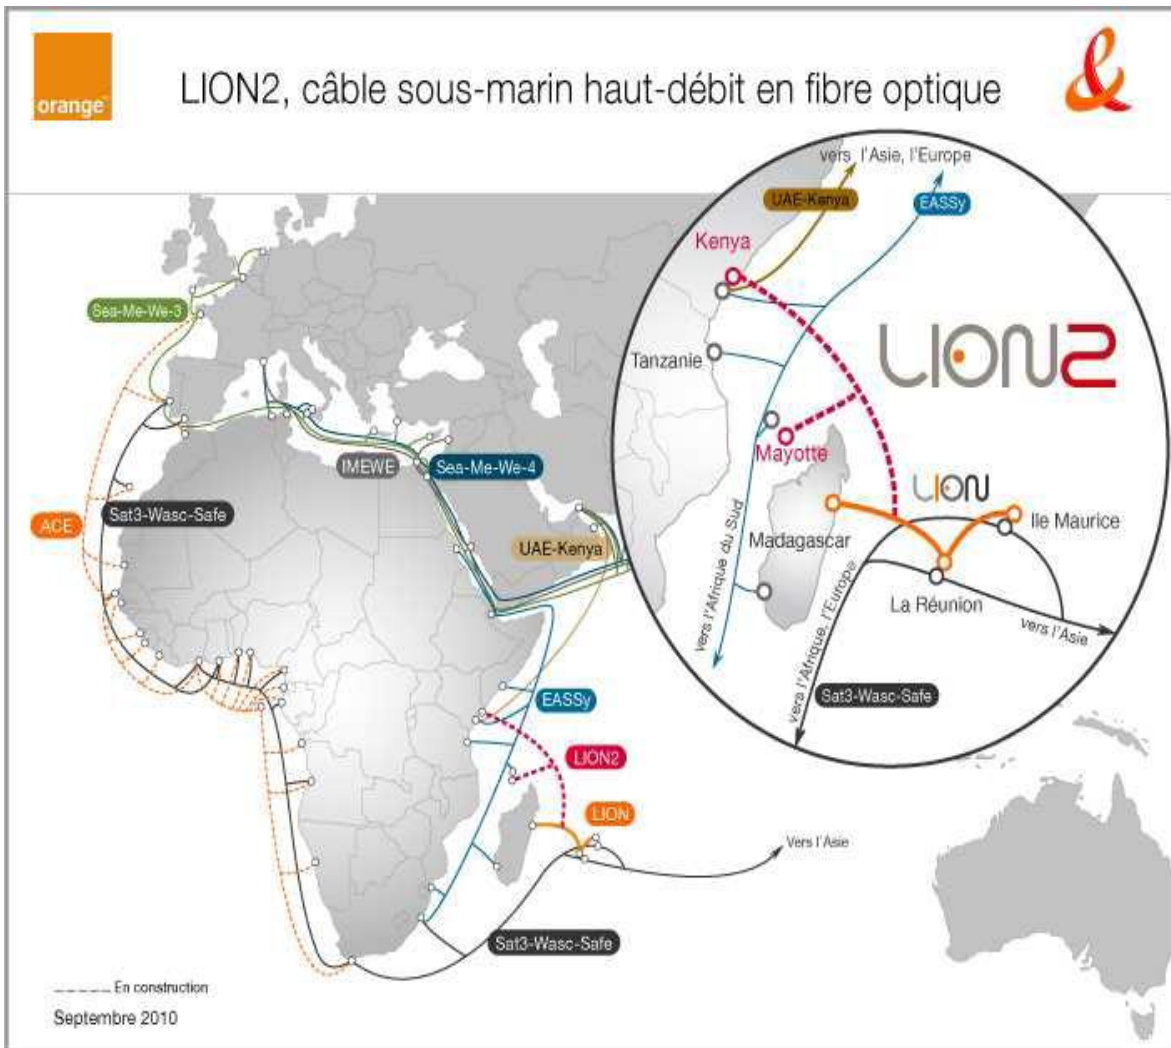 orange
LION2, câble sous-marin haut-débit en fibre optique
vers l'Asie, l'Europe
UAE-Kenya
EASSy
Kenya
LION2
Tanzanie
Mayotte
LION
Ile Maurice
Madagascar
La Réunion
vers l'Asie
vers l'Afrique du Sud
vers l'Afrique, l'Europe
Sat3-Wasc-Safe
Sea-Me-We-3
IMEWE
Sea-Me-We-4
Sat3-Wasc-Safe
ACE
UAE-Kenya
EASSy
LION2
LION
Vers l'Asie
Sat3-Wasc-Safe
En construction
Septembre 2010